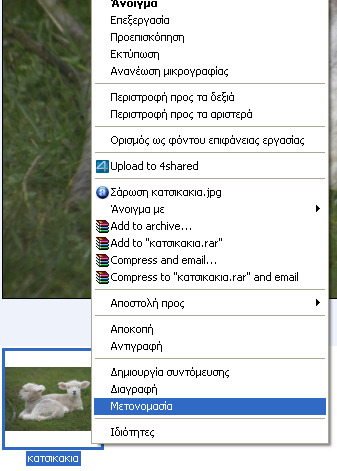 Άνοιγμα
Επεξεργασία
Προεπισκόπηση
Εκτύπωση
Ανανέωση μικρογραφίας
Περιστροφή προς τα δεξιά
Περιστροφή προς τα αριστερά
Ορισμός ως φόντου επιφάνειας εργασίας
Upload to 4shared
Σάρωση κατσικακια.jpg
Άνοιγμα με
Add to archive...
Add to "κατσικακια.rar"
Compress and email...
Compress to "κατσικακια.rar" and email
Αποστολή προς
Αποκοπή
Αντιγραφή
Δημιουργία συντόμευσης
Διαγραφή
Μετονομασία
Ιδιότητες
κατσικακια